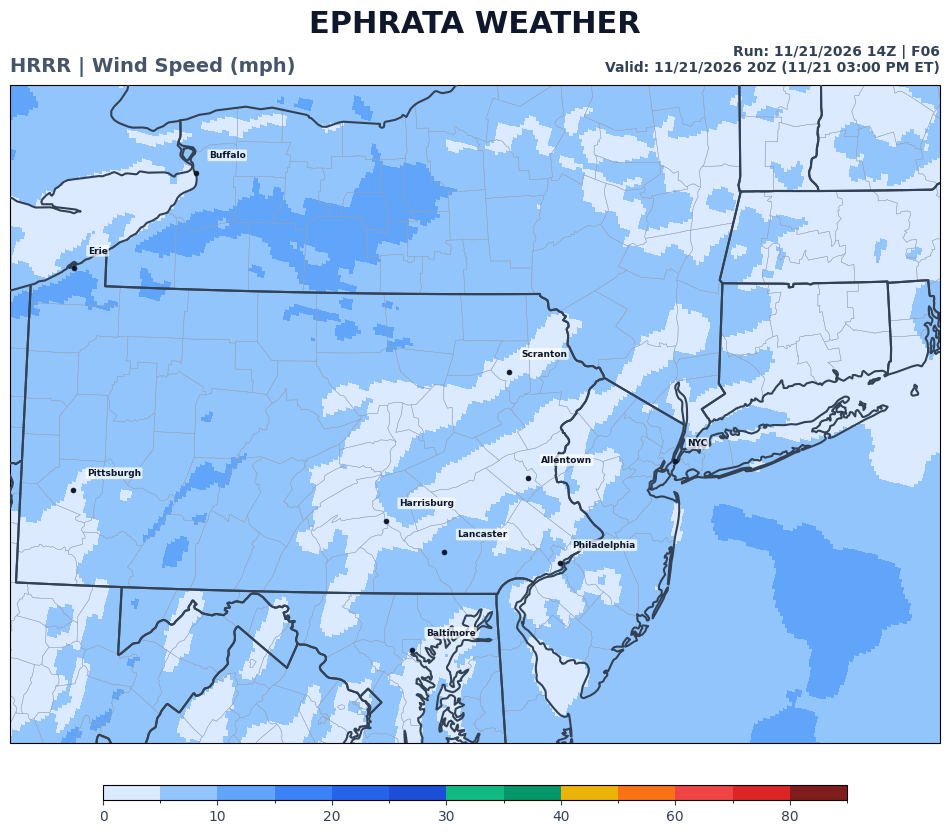 EPHRATA WEATHER
HRRR | Wind Speed (mph)
Run: 11/21/2026 14Z | F06
Valid: 11/21/2026 20Z (11/21 03:00 PM ET)
Buffalo
Erie
Scranton
NYC
Allentown
Pittsburgh
Harrisburg
Lancaster
Philadelphia
Baltimore
0 10 20 30 40 60 80